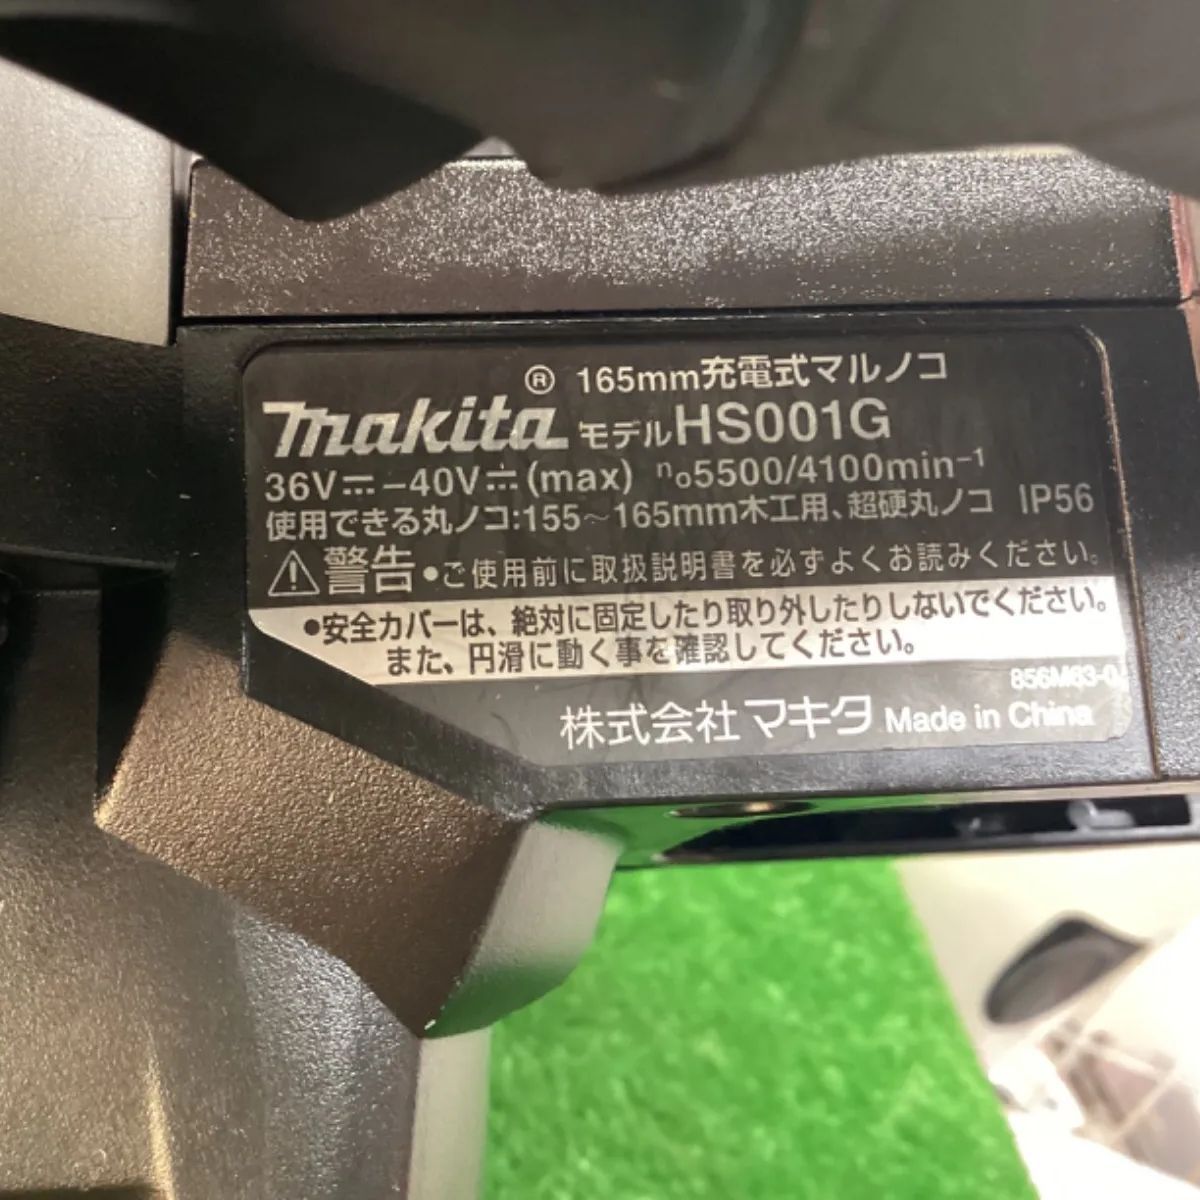 ® 165mm充電式マルノコ
makita モデルHS001G
36V⎓-40V⎓(max) n₀5500/4100min⁻¹
使用できる丸ノコ:155～165mm木工用、超硬丸ノコ IP56
⚠警告 •ご使用前に取扱説明書を必ずよくお読みください。
•安全カバーは、絶対に固定したり取り外したりしないでください。
また、円滑に動く事を確認してください。
856M63-0
株式会社マキタ Made in China